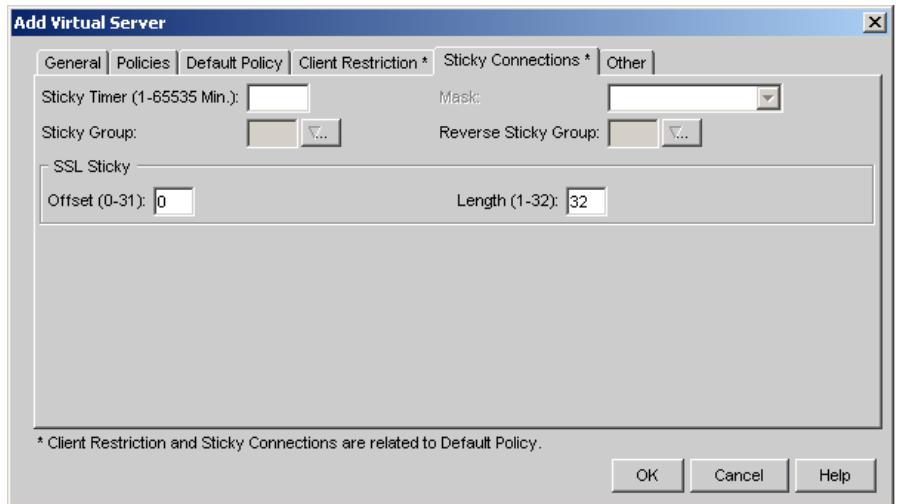 Add Virtual Server
General Policies Default Policy Client Restriction * Sticky Connections * Other
Sticky Timer (1-65535 Min.): Mask:
Sticky Group: ... Reverse Sticky Group: ...
SSL Sticky
Offset (0-31): 0 Length (1-32): 32
* Client Restriction and Sticky Connections are related to Default Policy.
OK Cancel Help